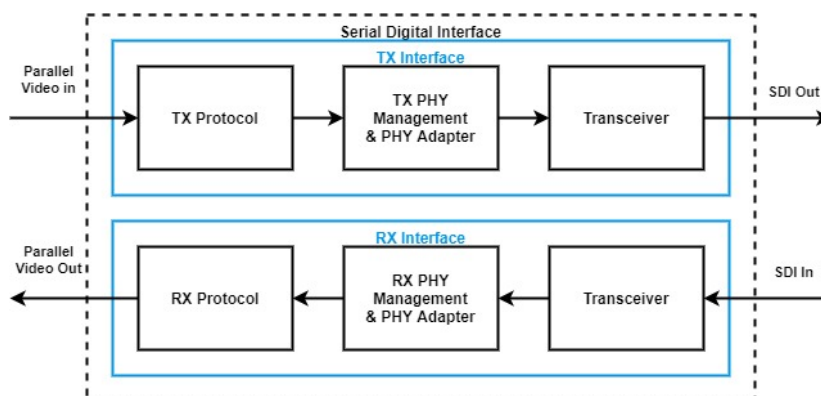 Serial Digital Interface
TX Interface
Parallel
Video in
TX Protocol
TX PHY
Management
& PHY Adapter
Transceiver
SDI Out
RX Interface
Parallel
Video Out
RX Protocol
RX PHY
Management
& PHY Adapter
Transceiver
SDI In